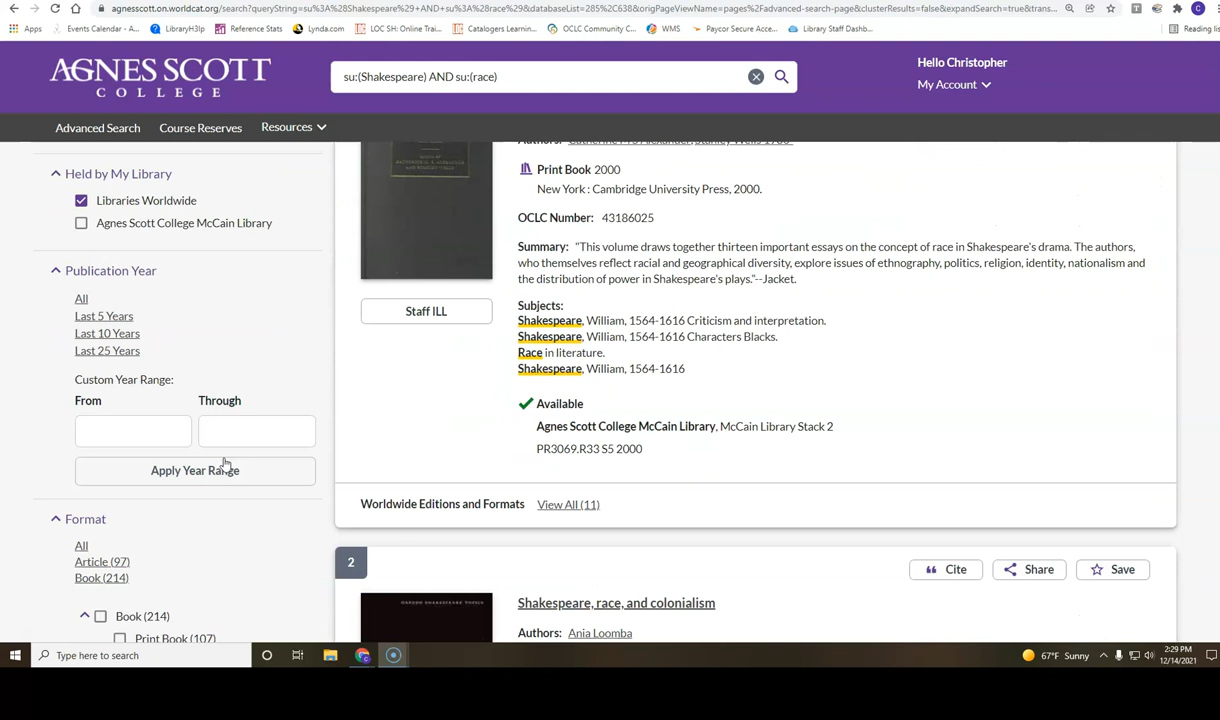 agnesscott.on.worldcat.org/search?queryString=su%3A%28Shakespeare%29+AND+su%3A%28race%29&databaseList=285%2C638&origPageViewName=pages%2Fadvanced-search-page&clusterResults=false&expandSearch=true&trans...
Apps Events Calendar - A... LibraryH3lp Reference Stats Lynda.com LOC SH: Online Trai... Catalogers Learnin... OCLC Community C... WMS Paycor Secure Acce... Library Staff Dashb... Reading lis
AGNES SCOTT
COLLEGE
su:(Shakespeare) AND su:(race)
Hello Christopher
My Account
Advanced Search Course Reserves Resources
Held by My Library
Libraries Worldwide
Agnes Scott College McCain Library
Publication Year
All
Last 5 Years
Last 10 Years
Last 25 Years
Custom Year Range:
From Through
Apply Year Range
Format
All
Article (97)
Book (214)
Book (214)
Print Book (107)
Print Book 2000
New York : Cambridge University Press, 2000.
OCLC Number: 43186025
Summary: "This volume draws together thirteen important essays on the concept of race in Shakespeare's drama. The authors,
who themselves reflect racial and geographical diversity, explore issues of ethnography, politics, religion, identity, nationalism and
the distribution of power in Shakespeare's plays."--Jacket.
Staff ILL
Subjects:
Shakespeare, William, 1564-1616 Criticism and interpretation.
Shakespeare, William, 1564-1616 Characters Blacks.
Race in literature.
Shakespeare, William, 1564-1616
Available
Agnes Scott College McCain Library, McCain Library Stack 2
PR3069.R33 S5 2000
Worldwide Editions and Formats View All (11)
2
Cite Share Save
Shakespeare, race, and colonialism
Authors: Ania Loomba
Type here to search
67°F Sunny
2:29 PM
12/14/2021